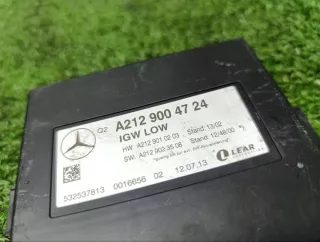 Q2 A212 900 47 24
IGW LOW
HW: A212 901 02 03 Stand: 13/02
SW: A212 902 35 08 Stand: 12/48/00
LEAR
532537813 0016656 02 12.07.13